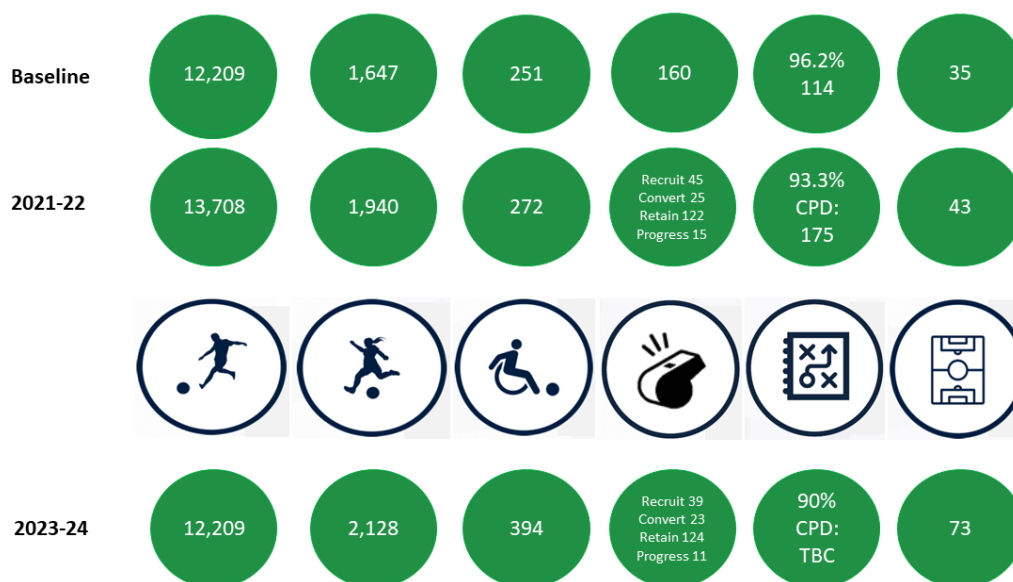 Baseline
12,209
1,647
251
160
96.2%
114
35
2021-22
13,708
1,940
272
Recruit 45
Convert 25
Retain 122
Progress 15
93.3%
CPD:
175
43
2023-24
12,209
2,128
394
Recruit 39
Convert 23
Retain 124
Progress 11
90%
CPD:
TBC
73